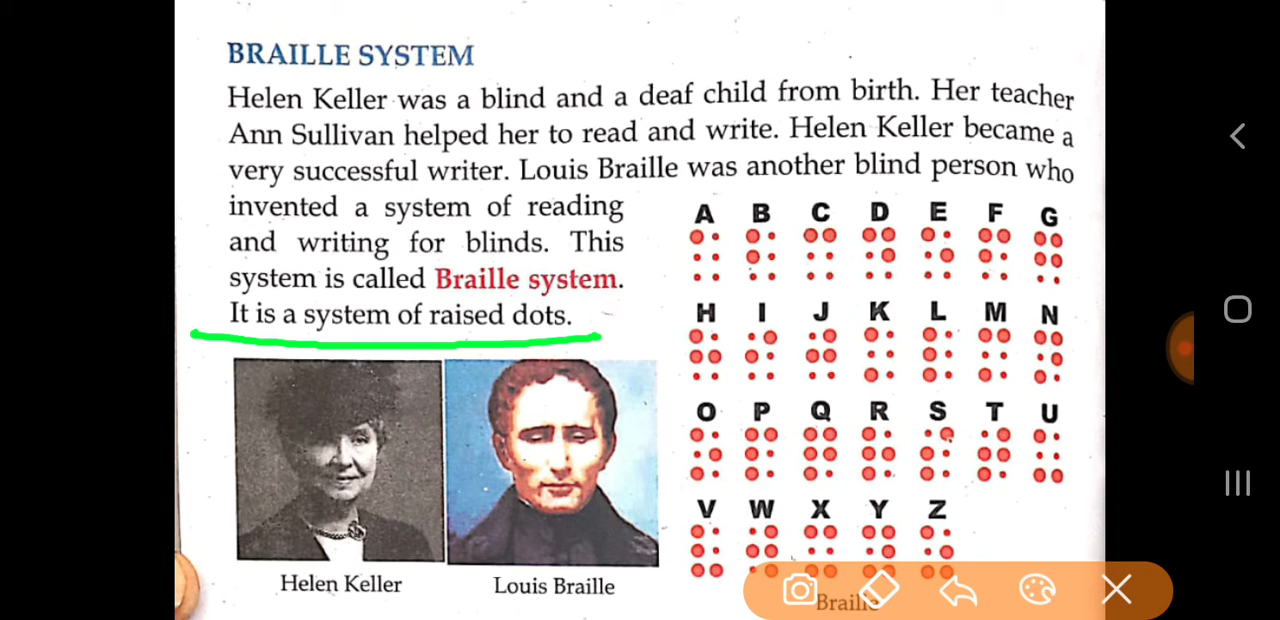 BRAILLE SYSTEM
Helen Keller was a blind and a deaf child from birth. Her teacher
Ann Sullivan helped her to read and write. Helen Keller became a
very successful writer. Louis Braille was another blind person who
invented a system of reading
and writing for blinds. This
system is called Braille system.
It is a system of raised dots.
A B C D E F G
H I J K L M N
O P Q R S T U
V W X Y Z
Helen Keller
Louis Braille
Braille